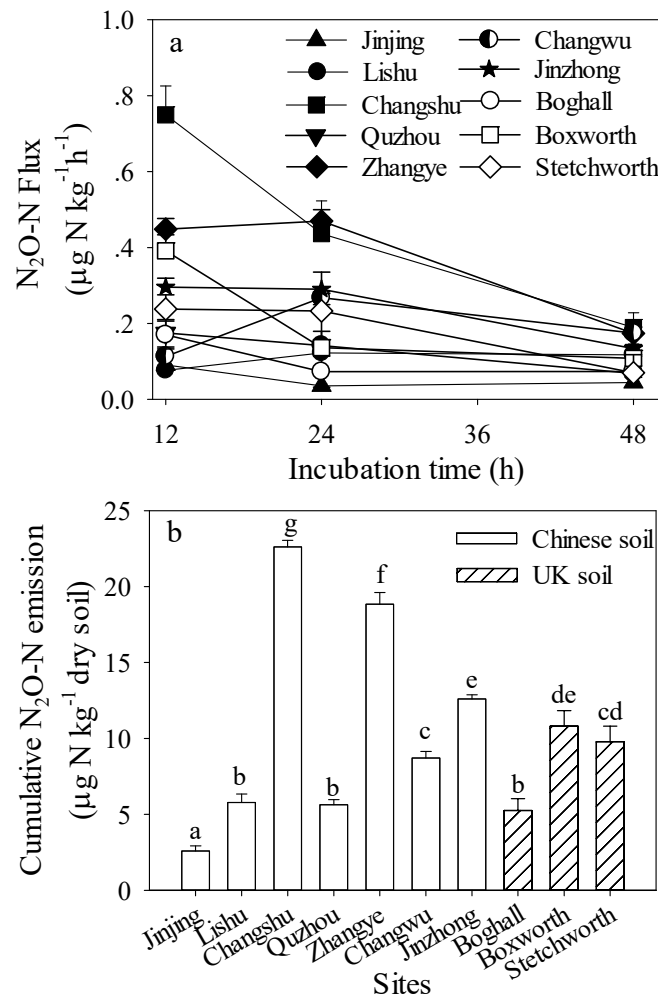 1.0
.8
.6
.4
.2
0.0
N₂O-N Flux
(μg N kg⁻¹h⁻¹)
a
Jinjing
Lishu
Changshu
Quzhou
Zhangye
Changwu
Jinzhong
Boghall
Boxworth
Stetchworth
12
24
36
48
Incubation time (h)
25
20
15
10
5
0
Cumulative N₂O-N emission
(μg N kg⁻¹ dry soil)
b
Chinese soil
UK soil
a
b
g
b
f
c
e
b
de
cd
Jinjing
Lishu
Changshu
Quzhou
Zhangye
Changwu
Jinzhong
Boghall
Boxworth
Stetchworth
Sites